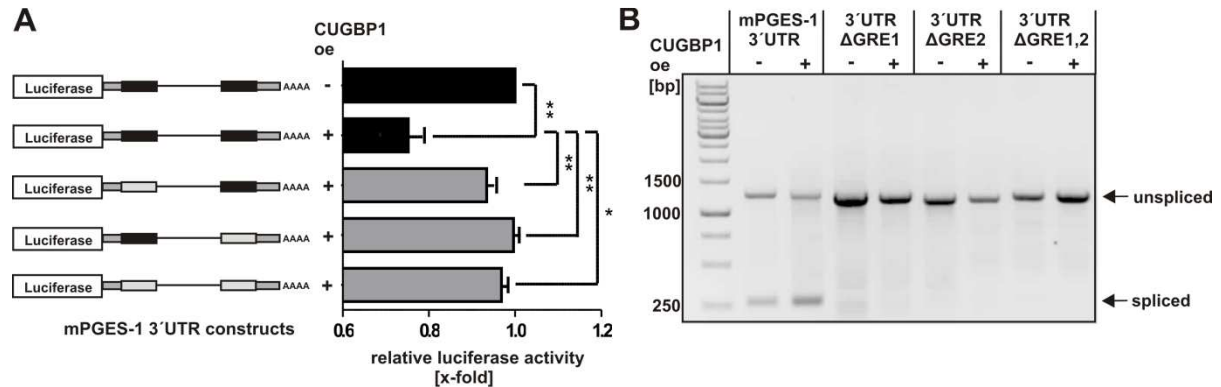 A
CUGBP1
oe
Luciferase AAAA -
Luciferase AAAA +
Luciferase AAAA +
Luciferase AAAA +
Luciferase AAAA +
**
**
**
*
0.6 0.8 1.0 1.2
mPGES-1 3´UTR constructs
relative luciferase activity
[x-fold]
B
mPGES-1 3´UTR 3´UTR 3´UTR
CUGBP1 3´UTR ΔGRE1 ΔGRE2 ΔGRE1,2
oe - + - + - + - +
[bp]
1500
1000
250
unspliced
spliced